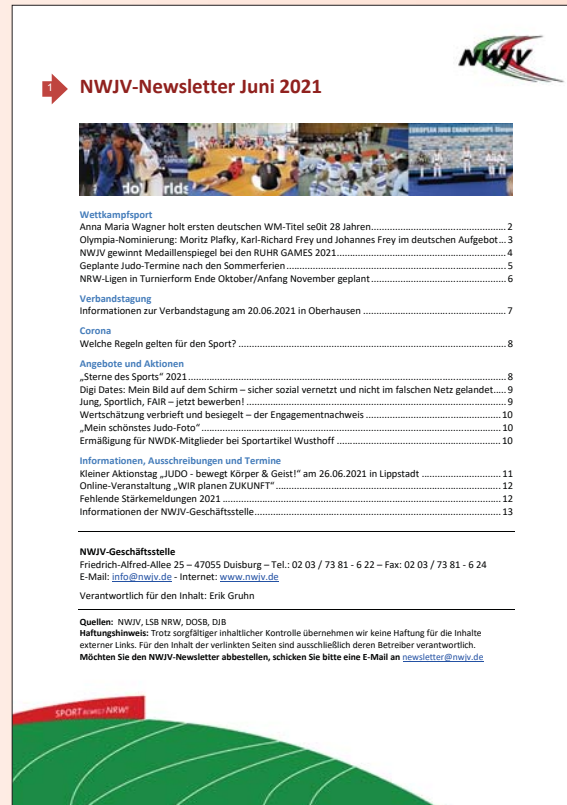 NWJV
1
NWJV-Newsletter Juni 2021
EUROPEAN JUDO CHAMPIONSHIPS
Wettkampfsport
Anna Maria Wagner holt ersten deutschen WM-Titel se0it 28 Jahren 2
Olympia-Nominierung: Moritz Plafky, Karl-Richard Frey und Johannes Frey im deutschen Aufgebot... 3
NWJV gewinnt Medaillenspiegel bei den RUHR GAMES 2021 4
Geplante Judo-Termine nach den Sommerferien 5
NRW-Ligen in Turnierform Ende Oktober/Anfang November geplant 6
Verbandstagung
Informationen zur Verbandstagung am 20.06.2021 in Oberhausen 7
Corona
Welche Regeln gelten für den Sport? 8
Angebote und Aktionen
„Sterne des Sports“ 2021 8
Digi Dates: Mein Bild auf dem Schirm – sicher sozial vernetzt und nicht im falschen Netz gelandet..... 9
Jung, Sportlich, FAIR – jetzt bewerben! 9
Wertschätzung verbrieft und besiegelt – der Engagementnachweis 10
„Mein schönstes Judo-Foto“ 10
Ermäßigung für NWDK-Mitglieder bei Sportartikel Wusthoff 10
Informationen, Ausschreibungen und Termine
Kleiner Aktionstag „JUDO - bewegt Körper & Geist!“ am 26.06.2021 in Lippstadt 11
Online-Veranstaltung „WIR planen ZUKUNFT“ 12
Fehlende Stärkemeldungen 2021 12
Informationen der NWJV-Geschäftsstelle 13
NWJV-Geschäftsstelle
Friedrich-Alfred-Allee 25 – 47055 Duisburg – Tel.: 02 03 / 73 81 - 6 22 – Fax: 02 03 / 73 81 - 6 24
E-Mail: info@nwjv.de - Internet: www.nwjv.de
Verantwortlich für den Inhalt: Erik Gruhn
Quellen: NWJV, LSB NRW, DOSB, DJB
Haftungshinweis: Trotz sorgfältiger inhaltlicher Kontrolle übernehmen wir keine Haftung für die Inhalte
externer Links. Für den Inhalt der verlinkten Seiten sind ausschließlich deren Betreiber verantwortlich.
Möchten Sie den NWJV-Newsletter abbestellen, schicken Sie bitte eine E-Mail an newsletter@nwjv.de
SPORT BEWEGT NRW!